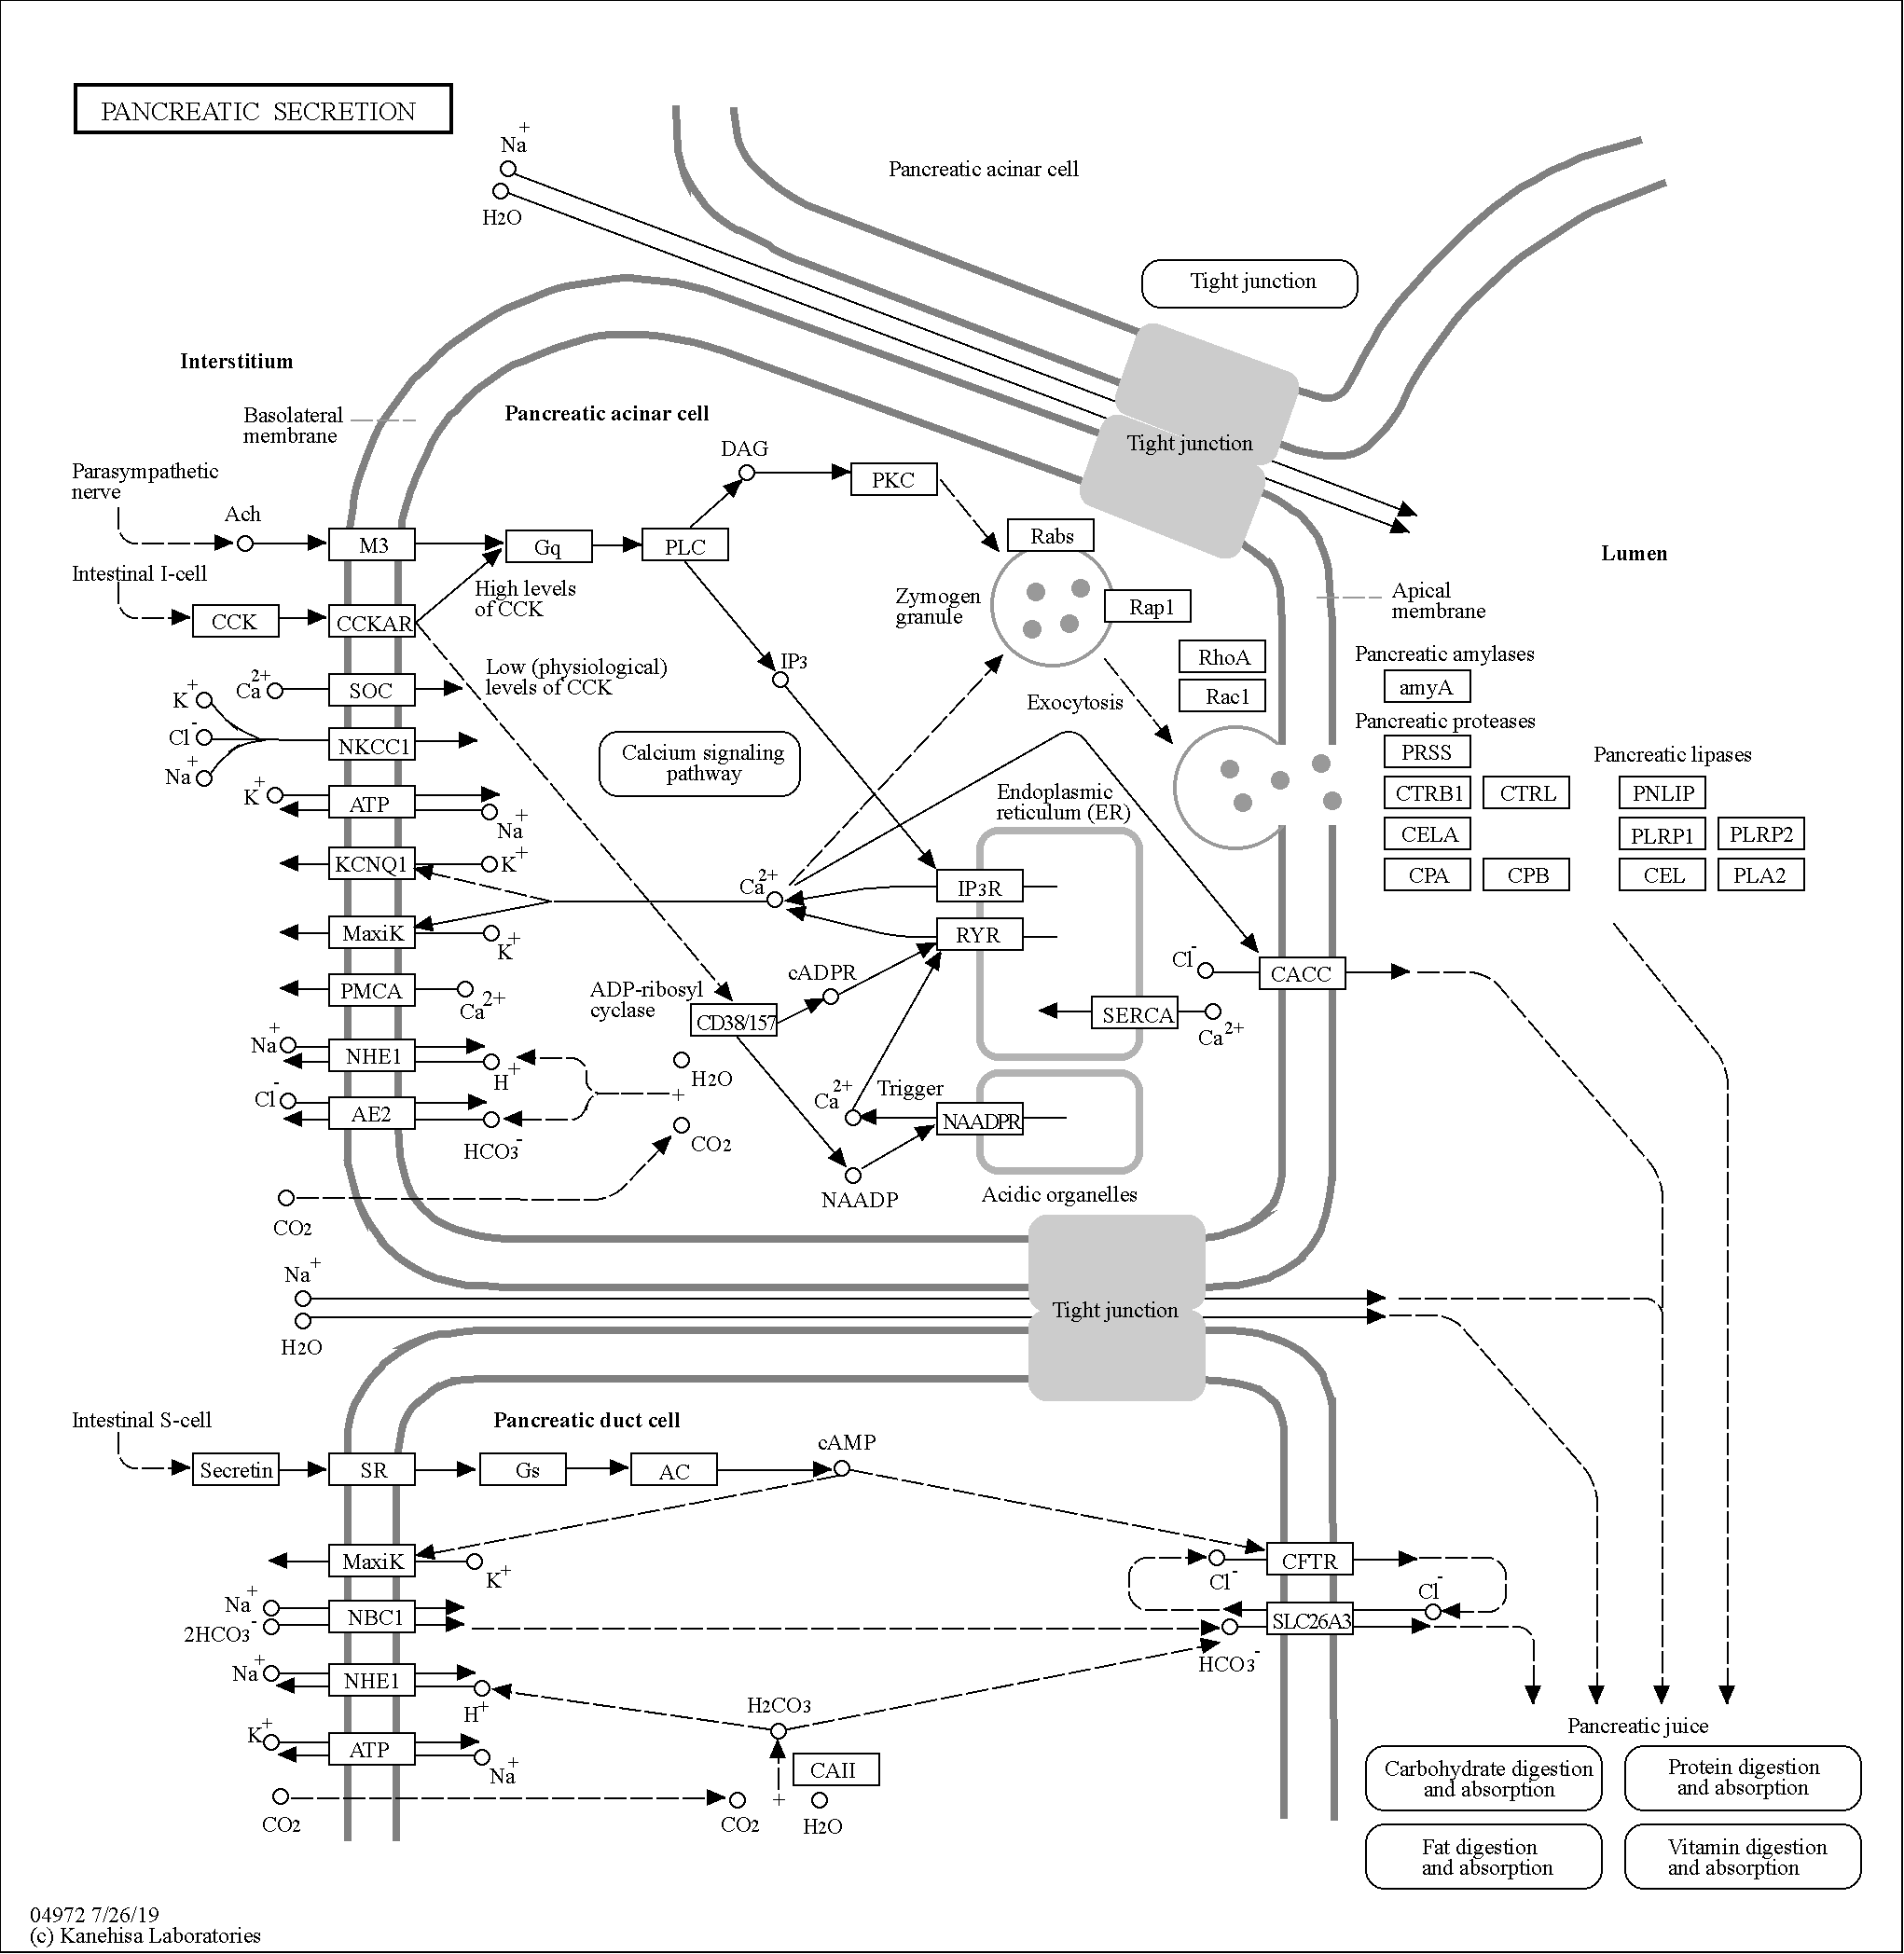 PANCREATIC SECRETION
Na+
H2O
Pancreatic acinar cell
Tight junction
Interstitium
Basolateral
membrane
Pancreatic acinar cell
Tight junction
Parasympathetic
nerve
Ach
M3
Gq
PLC
DAG
PKC
Rabs
Lumen
Intestinal I-cell
CCK
CCKAR
High levels
of CCK
Zymogen
granule
Rap1
Apical
membrane
Low (physiological)
levels of CCK
IP3
RhoA
Rac1
Exocytosis
Pancreatic amylases
amyA
Pancreatic proteases
PRSS
CTRB1
CTRL
CELA
CPA
CPB
Pancreatic lipases
PNLIP
PLRP1
PLRP2
CEL
PLA2
Ca2+
SOC
K+
Cl-
Na+
NKCC1
Calcium signaling
pathway
K+
ATP
Na+
Endoplasmic
reticulum (ER)
KCNQ1
K+
Ca2+
IP3R
MaxiK
K+
RYR
PMCA
Ca2+
ADP-ribosyl
cyclase
CD38/157
cADPR
Cl-
CACC
SERCA
Ca2+
Na+
NHE1
H+
H2O
+
CO2
Cl-
AE2
HCO3-
Ca2+
Trigger
NAADPR
NAADP
Acidic organelles
CO2
Na+
H2O
Tight junction
Intestinal S-cell
Pancreatic duct cell
Secretin
SR
Gs
AC
cAMP
MaxiK
K+
CFTR
Cl-
Cl-
Na+
2HCO3-
NBC1
SLC26A3
HCO3-
Na+
NHE1
H+
H2CO3
K+
ATP
Na+
CAII
CO2
CO2
+
H2O
Pancreatic juice
Carbohydrate digestion
and absorption
Protein digestion
and absorption
Fat digestion
and absorption
Vitamin digestion
and absorption
04972 7/26/19
(c) Kanehisa Laboratories